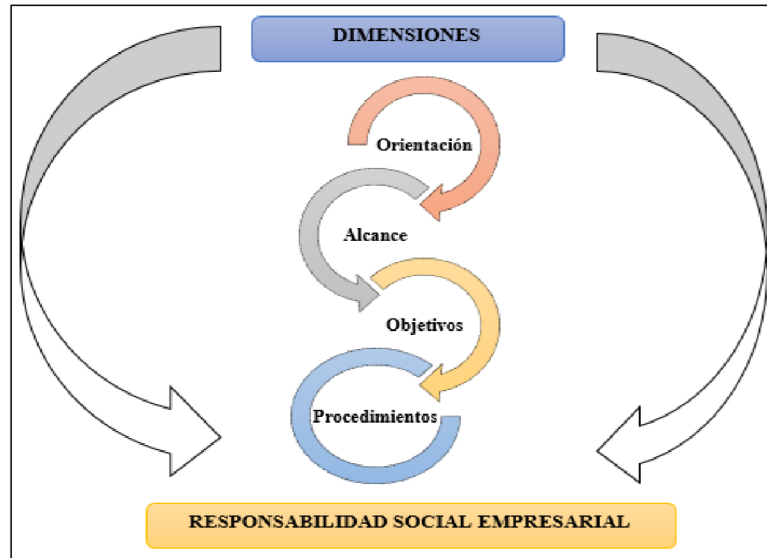 DIMENSIONES
Orientación
Alcance
Objetivos
Procedimientos
RESPONSABILIDAD SOCIAL EMPRESARIAL